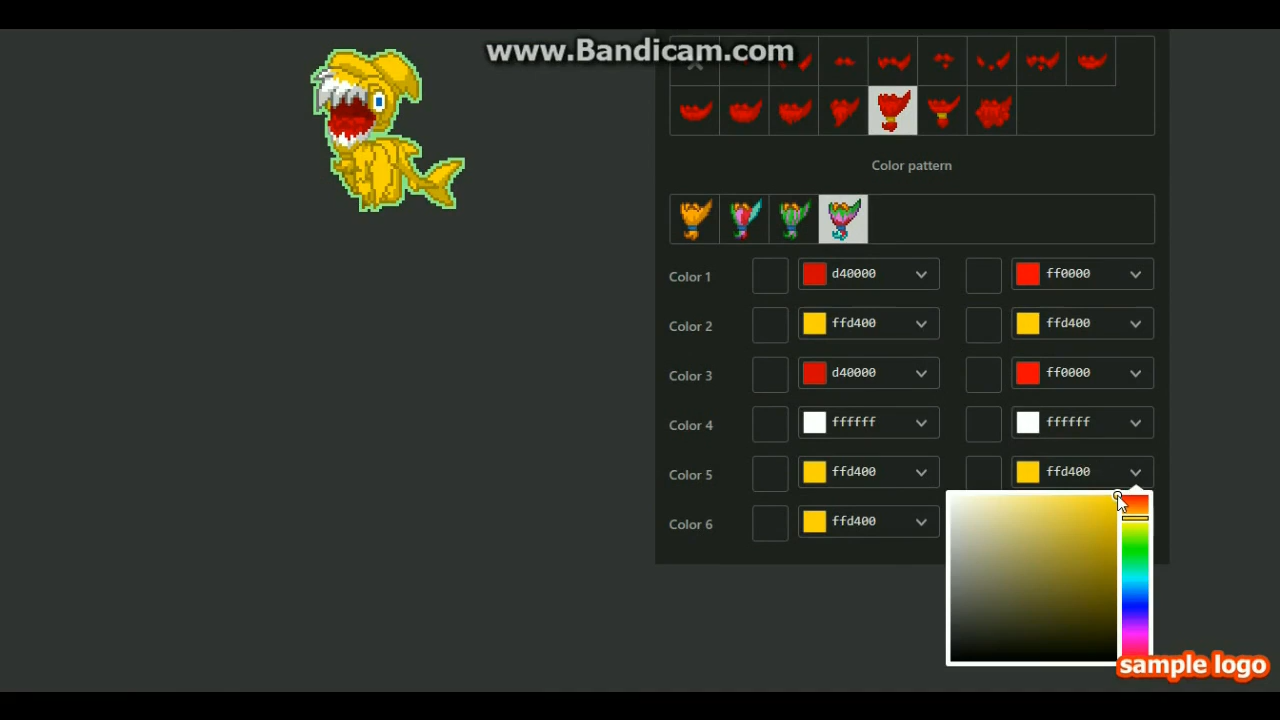 www.Bandicam.com
Color pattern
Color 1 d40000 ff0000
Color 2 ffd400 ffd400
Color 3 d40000 ff0000
Color 4 ffffff ffffff
Color 5 ffd400 ffd400
Color 6 ffd400
sample logo